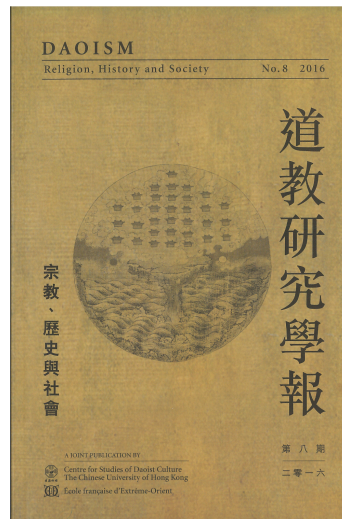 DAOISM
Religion, History and Society No.8 2016
道教研究學報
宗教、歷史與社會
第八期
二零一六
A JOINT PUBLICATION BY
Centre for Studies of Daoist Culture
The Chinese University of Hong Kong
École française d'Extrême-Orient